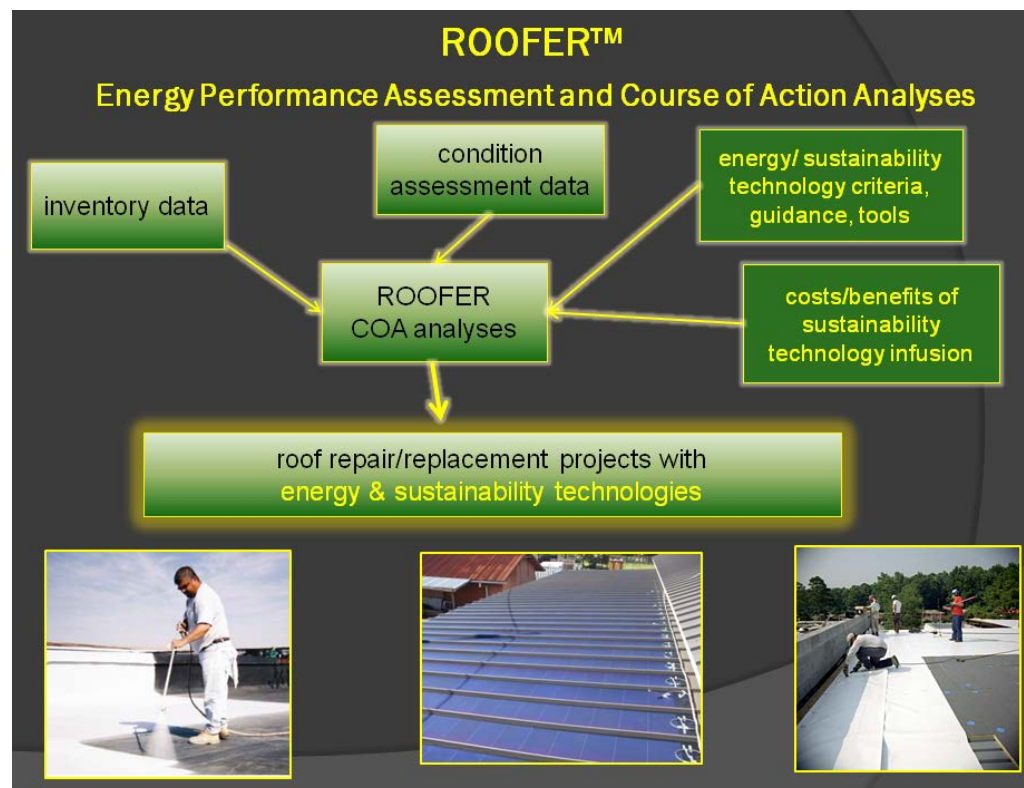 ROOFER™
Energy Performance Assessment and Course of Action Analyses
inventory data
condition
assessment data
energy/ sustainability
technology criteria,
guidance, tools
ROOFER
COA analyses
costs/benefits of
sustainability
technology infusion
roof repair/replacement projects with
energy & sustainability technologies